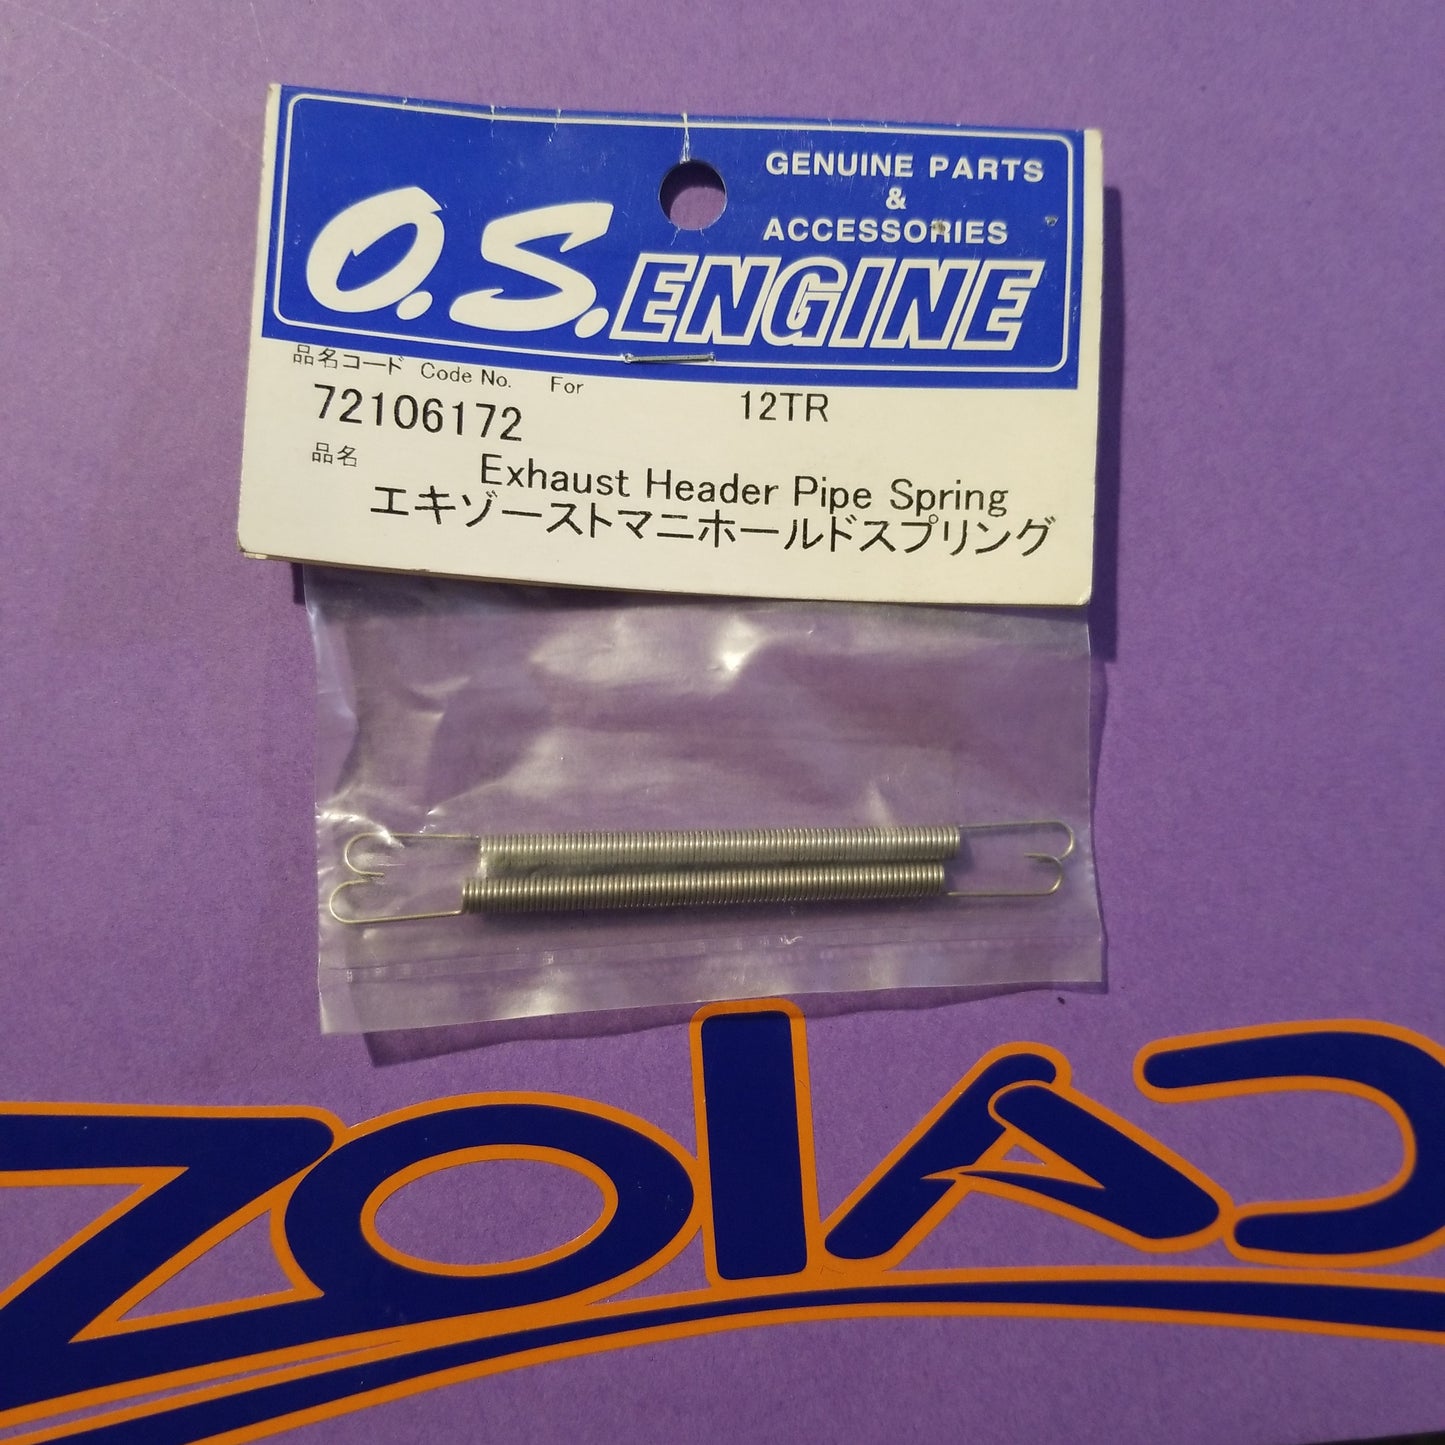 GENUINE PARTS
&
ACCESSORIES
O.S. ENGINE
品名コード Code No. For
72106172 12TR
品名
Exhaust Header Pipe Spring
エキゾーストマニホールドスプリング